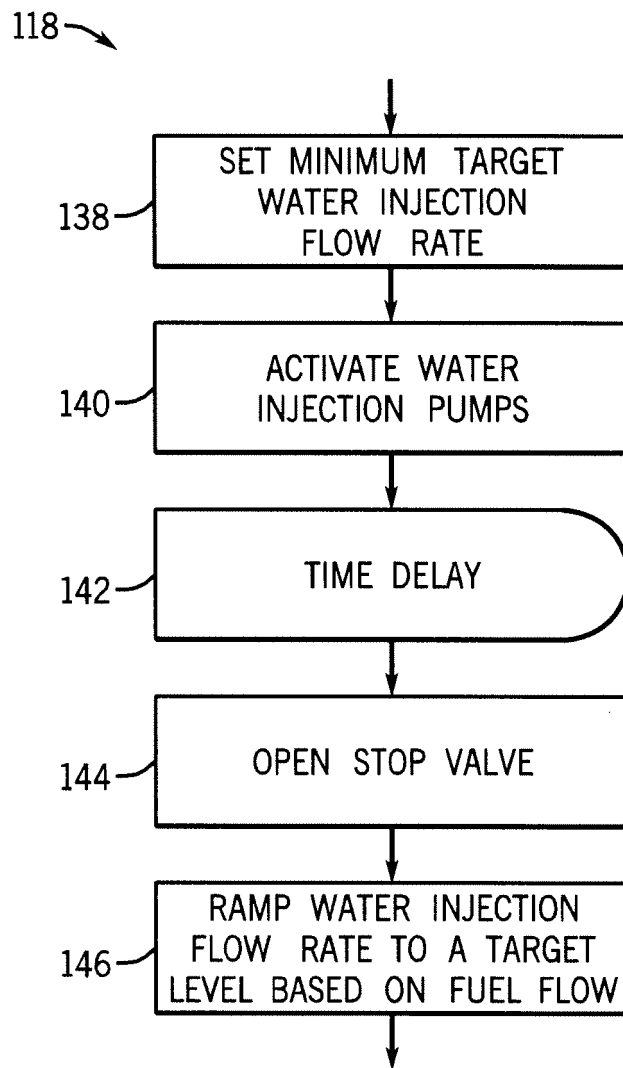 118
SET MINIMUM TARGET
WATER INJECTION
FLOW RATE
138
ACTIVATE WATER
INJECTION PUMPS
140
TIME DELAY
142
OPEN STOP VALVE
144
RAMP WATER INJECTION
FLOW RATE TO A TARGET
LEVEL BASED ON FUEL FLOW
146